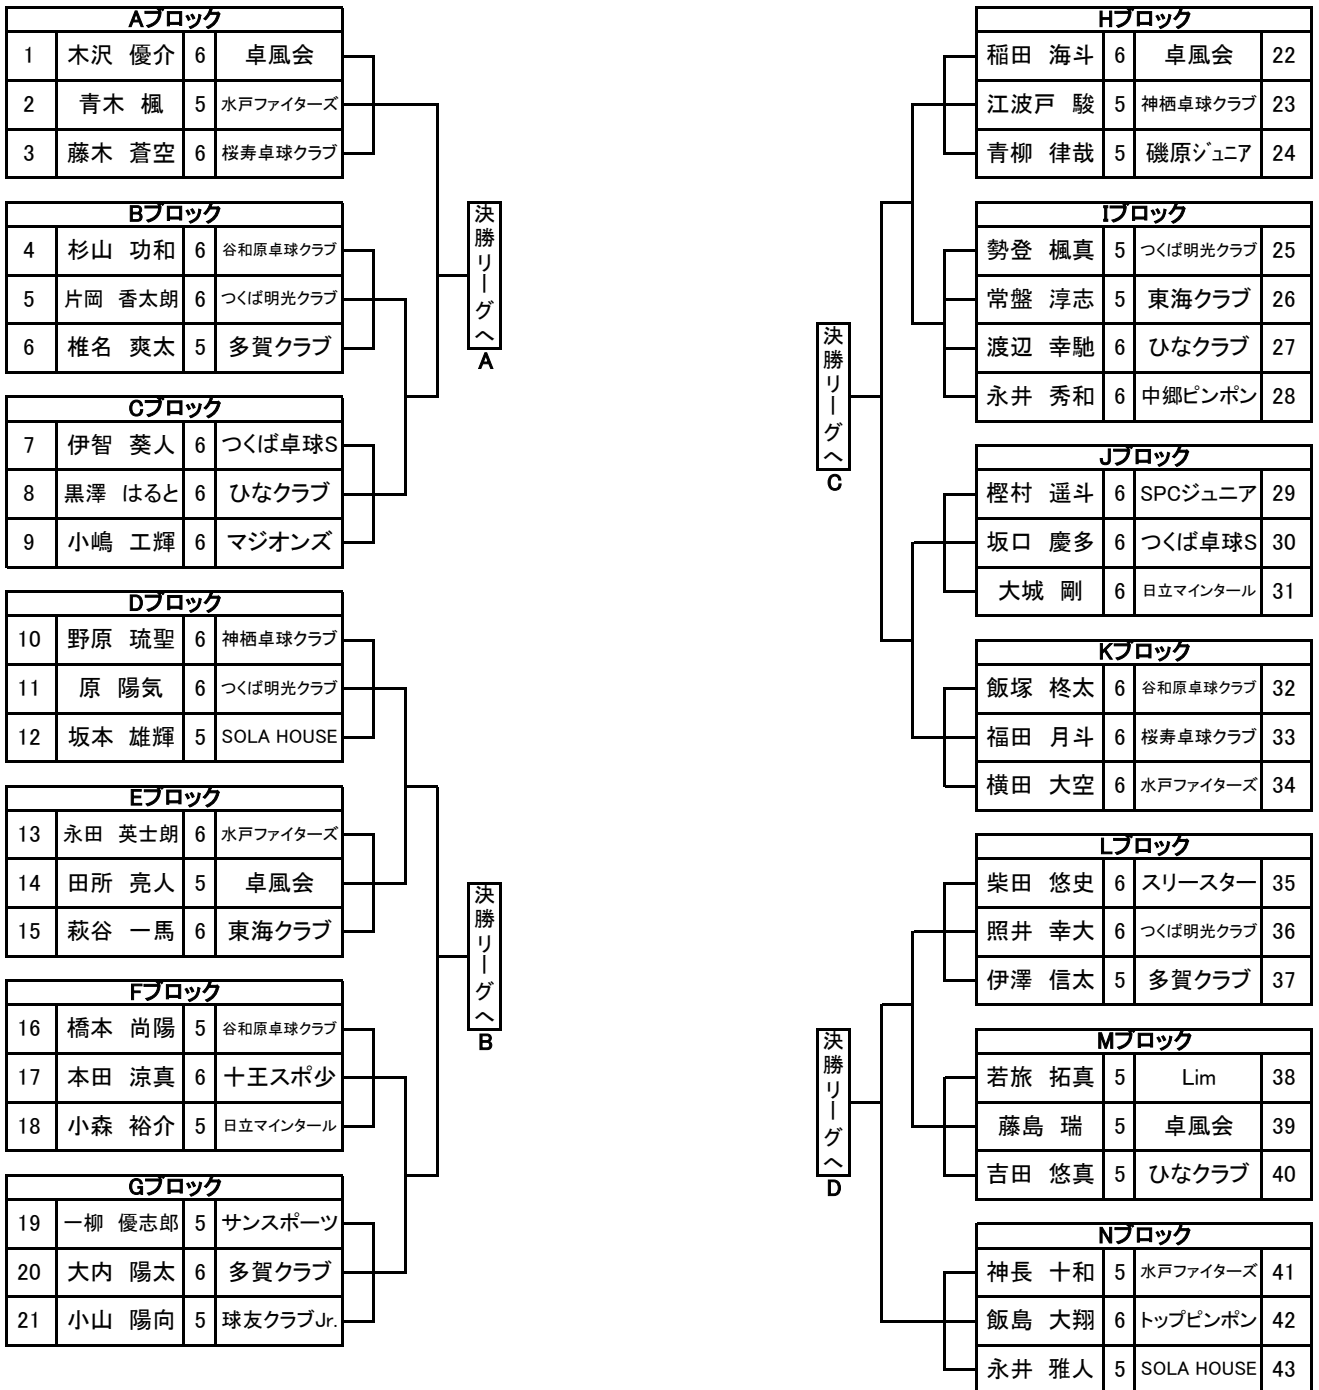 Aブロック
1 木沢 優介 6 卓風会
2 青木 楓 5 水戸ファイターズ
3 藤木 蒼空 6 桜寿卓球クラブ
Bブロック
4 杉山 功和 6 谷和原卓球クラブ
5 片岡 香太朗 6 つくば明光クラブ
6 椎名 爽太 5 多賀クラブ
Cブロック
7 伊智 葵人 6 つくば卓球S
8 黒澤 はると 6 ひなクラブ
9 小嶋 工輝 6 マジオンズ
決勝リーグへ
A
Dブロック
10 野原 琉聖 6 神栖卓球クラブ
11 原 陽気 6 つくば明光クラブ
12 坂本 雄輝 5 SOLA HOUSE
Eブロック
13 永田 英士朗 6 水戸ファイターズ
14 田所 亮人 5 卓風会
15 萩谷 一馬 6 東海クラブ
Fブロック
16 橋本 尚陽 5 谷和原卓球クラブ
17 本田 涼真 6 十王スポ少
18 小森 裕介 5 日立マインタール
Gブロック
19 一柳 優志郎 5 サンスポーツ
20 大内 陽太 6 多賀クラブ
21 小山 陽向 5 球友クラブJr.
決勝リーグへ
B
Hブロック
稲田 海斗 6 卓風会 22
江波戸 駿 5 神栖卓球クラブ 23
青柳 律哉 5 磯原ジュニア 24
Iブロック
勢登 楓真 5 つくば明光クラブ 25
常盤 淳志 5 東海クラブ 26
渡辺 幸馳 6 ひなクラブ 27
永井 秀和 6 中郷ピンポン 28
Jブロック
樫村 遥斗 6 SPCジュニア 29
坂口 慶多 6 つくば卓球S 30
大城 剛 6 日立マインタール 31
Kブロック
飯塚 柊太 6 谷和原卓球クラブ 32
福田 月斗 6 桜寿卓球クラブ 33
横田 大空 6 水戸ファイターズ 34
決勝リーグへ
C
Lブロック
柴田 悠史 6 スリースター 35
照井 幸大 6 つくば明光クラブ 36
伊澤 信太 5 多賀クラブ 37
Mブロック
若旅 拓真 5 Lim 38
藤島 瑞 5 卓風会 39
吉田 悠真 5 ひなクラブ 40
Nブロック
神長 十和 5 水戸ファイターズ 41
飯島 大翔 6 トップピンポン 42
永井 雅人 5 SOLA HOUSE 43
決勝リーグへ
D